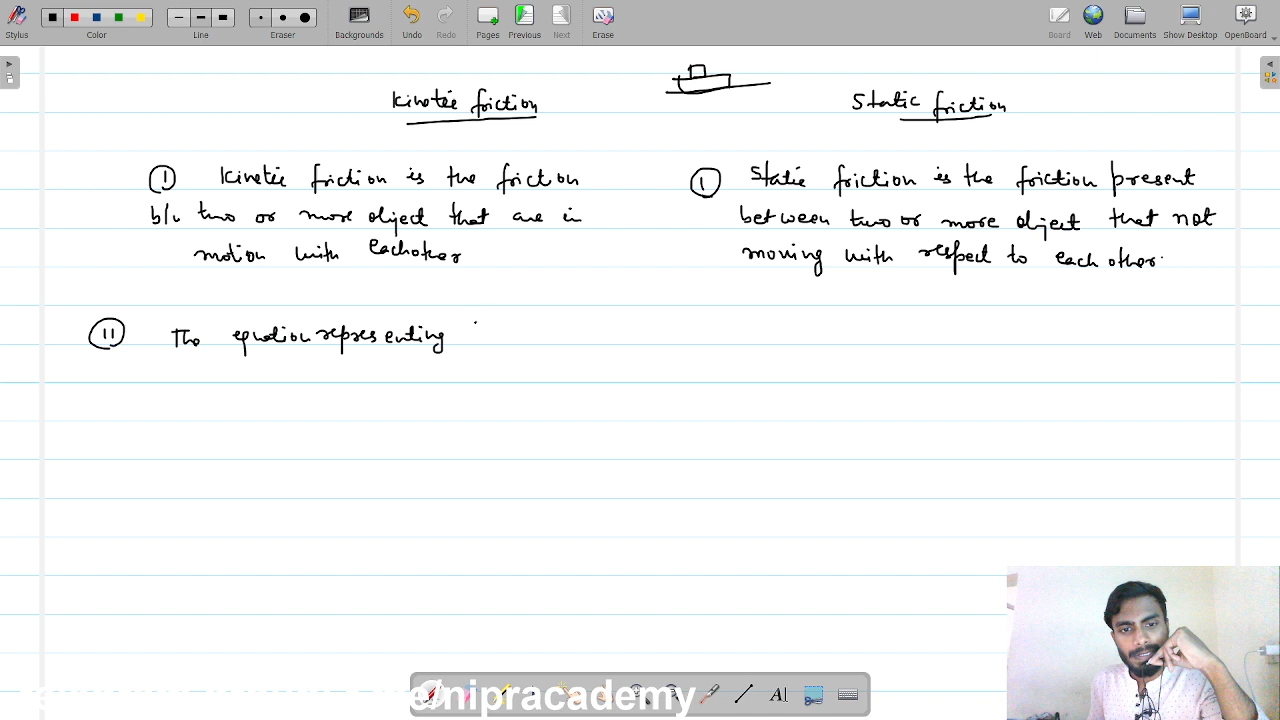 Stylus
Color
Line
Eraser
Backgrounds
Undo
Redo
Pages
Previous
Next
Erase
Board
Web
Documents
Show Desktop
OpenBoard
Kinetic friction
Static friction
I Kinetic friction is the friction
b/w two or more object that are in
motion with eachother
I Static friction is the friction present
between two or more object that not
moving with respect to each other.
II The equation representing
@nipracademy